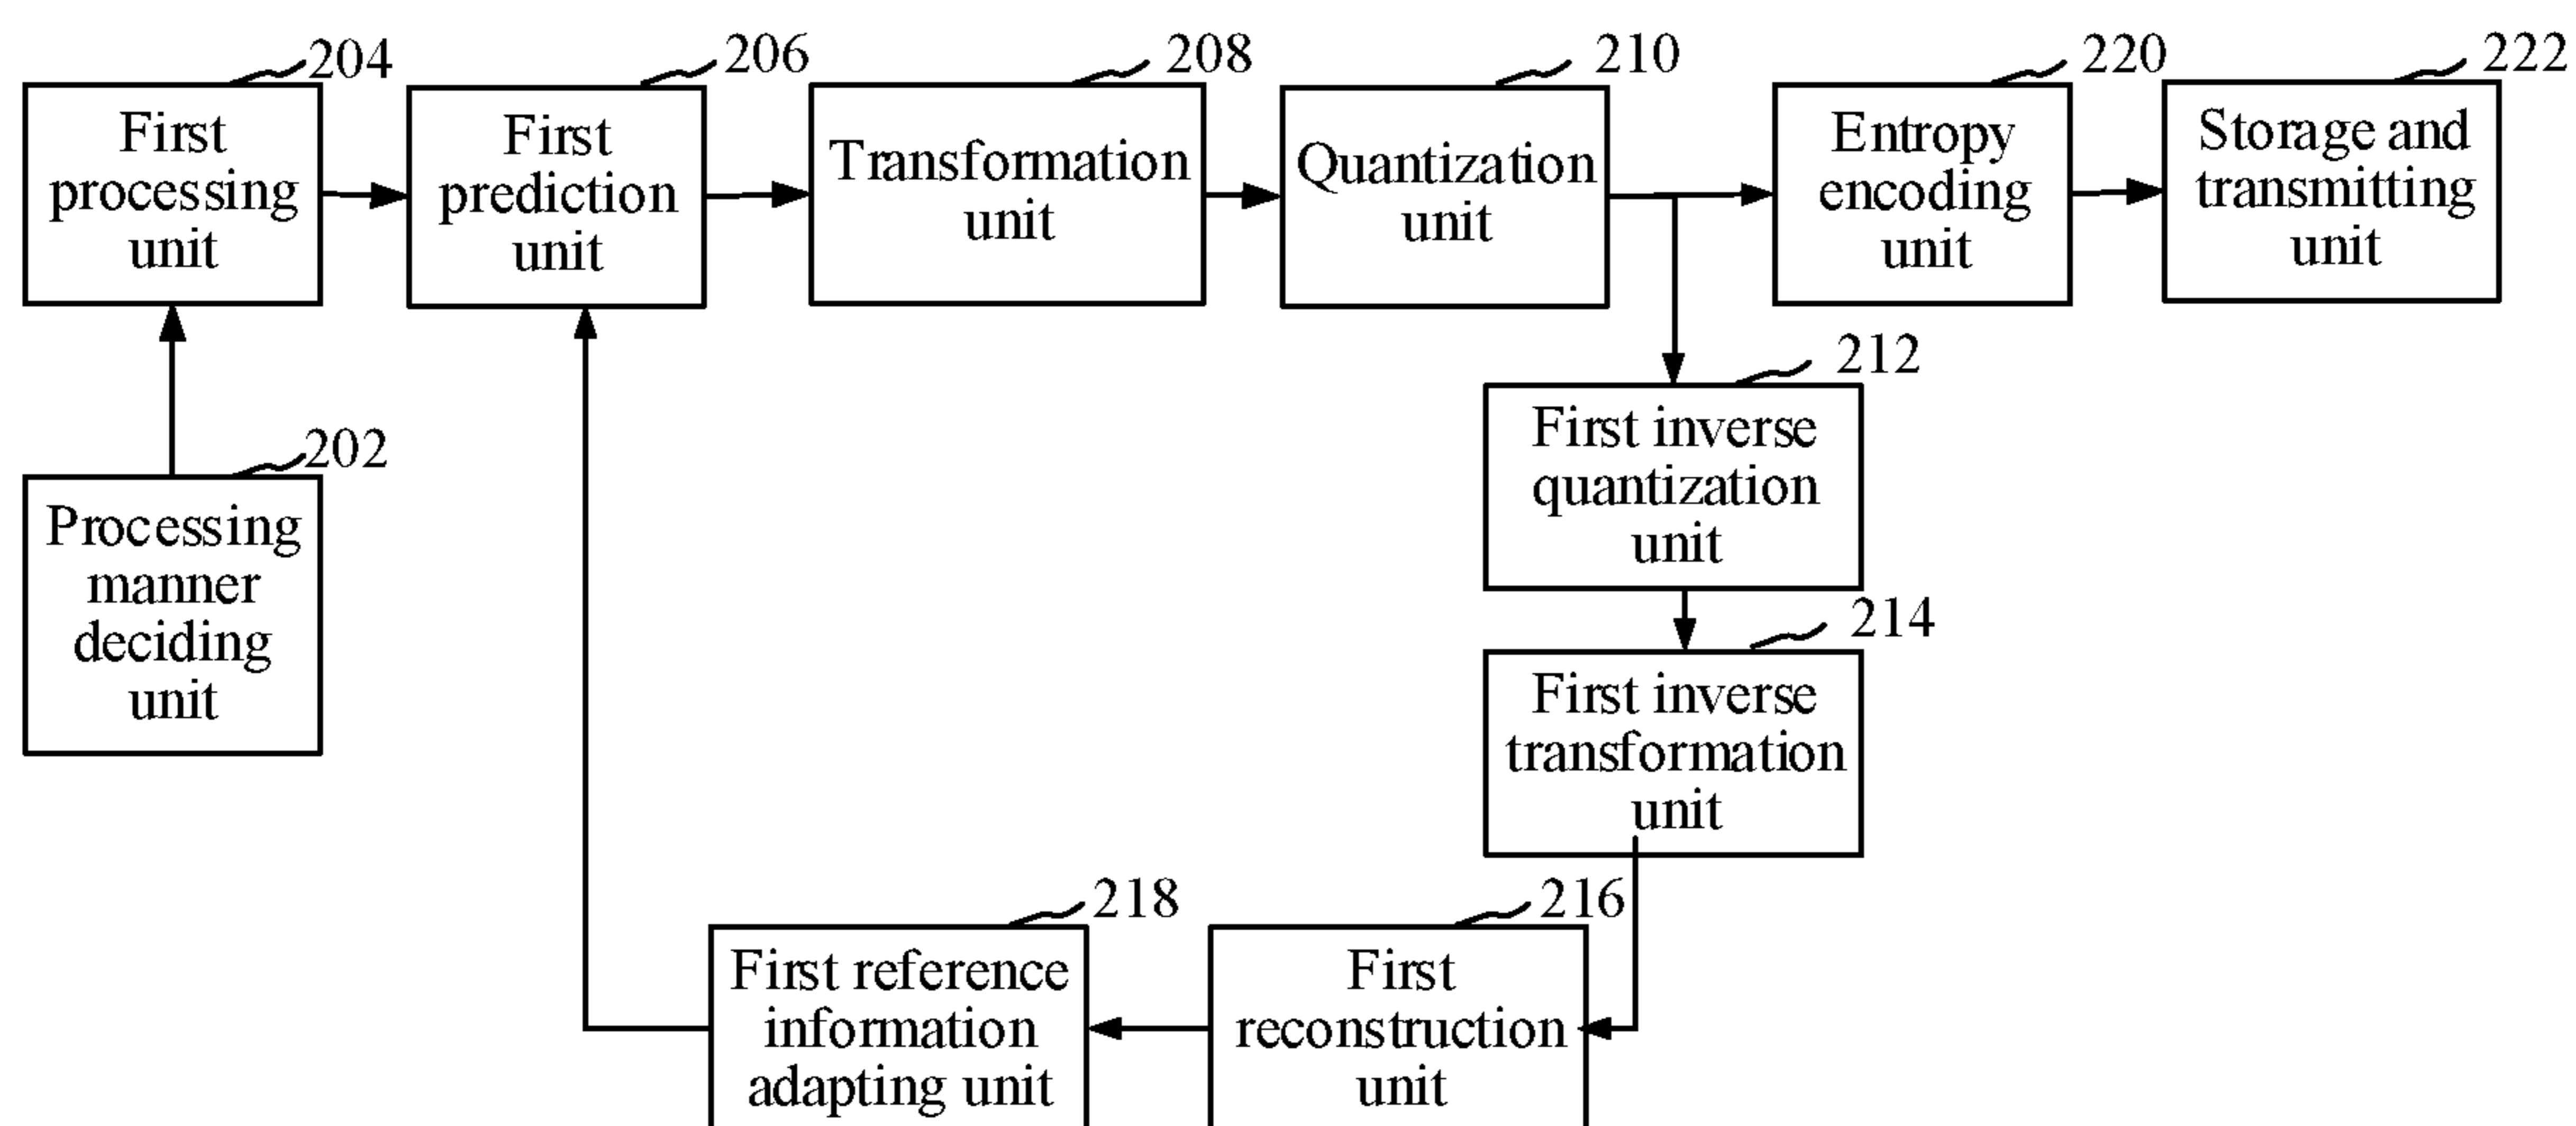 204
First
processing
unit
206
First
prediction
unit
208
Transformation
unit
210
Quantization
unit
220
Entropy
encoding
unit
222
Storage and
transmitting
unit
202
Processing
manner
deciding
unit
212
First inverse
quantization
unit
214
First inverse
transformation
unit
218
First reference
information
adapting unit
216
First
reconstruction
unit